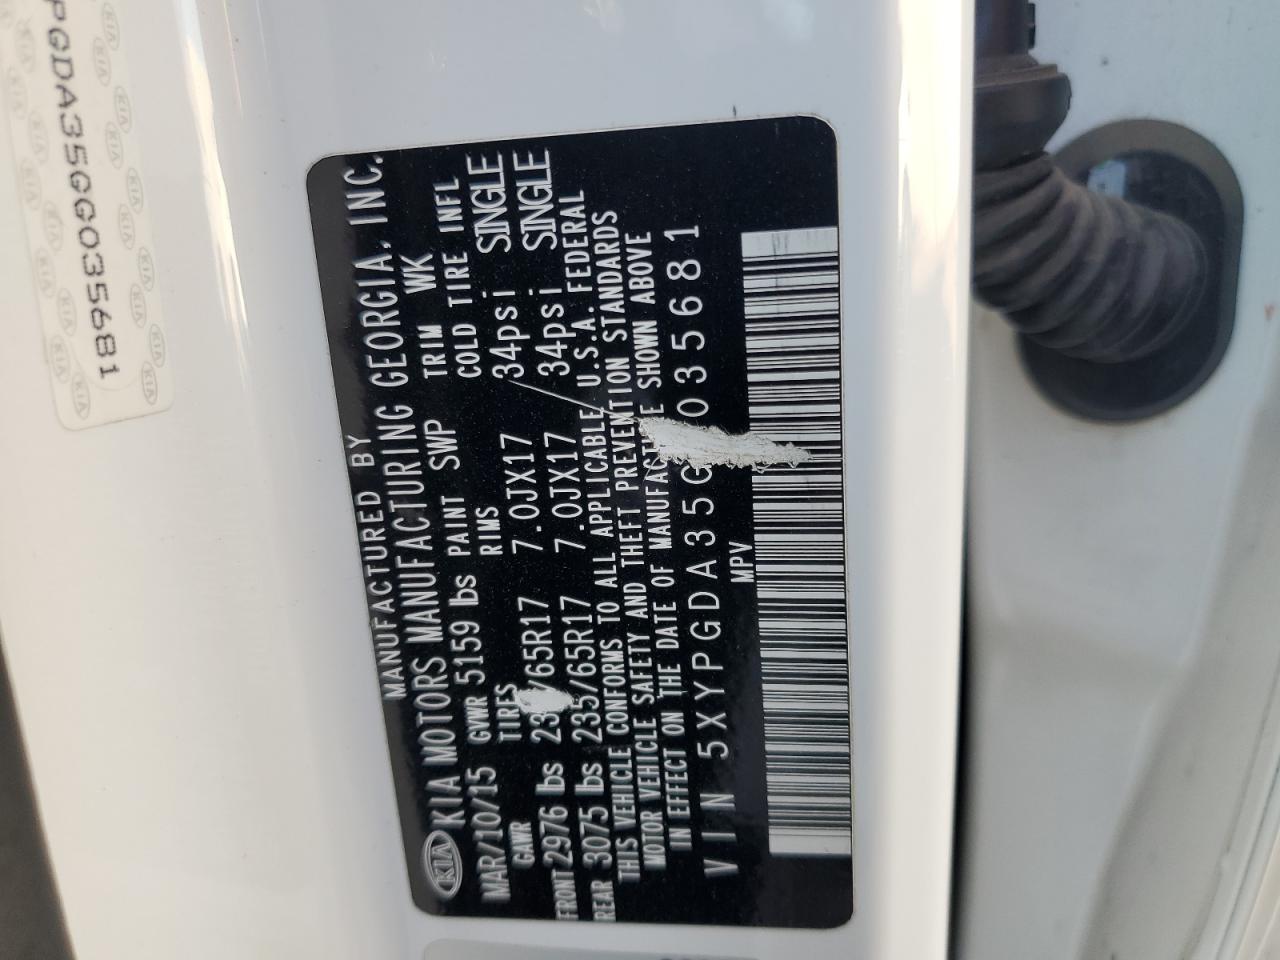 PGDA35GG035681
MANUFACTURED BY
KIA KIA MOTORS MANUFACTURING GEORGIA, INC.
MAR/10/15 GVWR 5159 lbs PAINT SWP TRIM WK
GAWR TIRES RIMS COLD TIRE INFL
FRONT 2976 lbs 23 /65R17 7.0JX17 34psi SINGLE
REAR 3075 lbs 235/65R17 7.0JX17 34psi SINGLE
THIS VEHICLE CONFORMS TO ALL APPLICABLE U.S.A. FEDERAL
MOTOR VEHICLE SAFETY AND THEFT PREVENTION STANDARDS
IN EFFECT ON THE DATE OF MANUFACTURE SHOWN ABOVE
VIN 5XYPGDA35G 035681
MPV